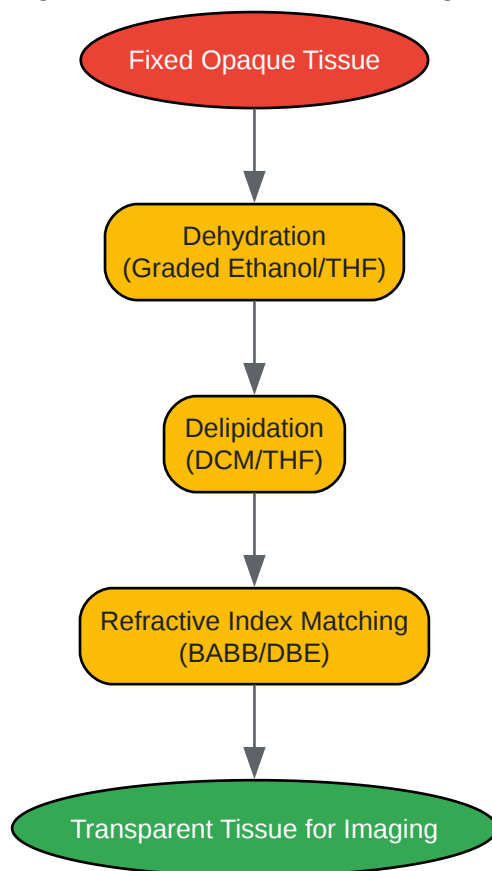 Fixed Opaque Tissue
Dehydration
(Graded Ethanol/THF)
Delipidation
(DCM/THF)
Refractive Index Matching
(BABB/DBE)
Transparent Tissue for Imaging